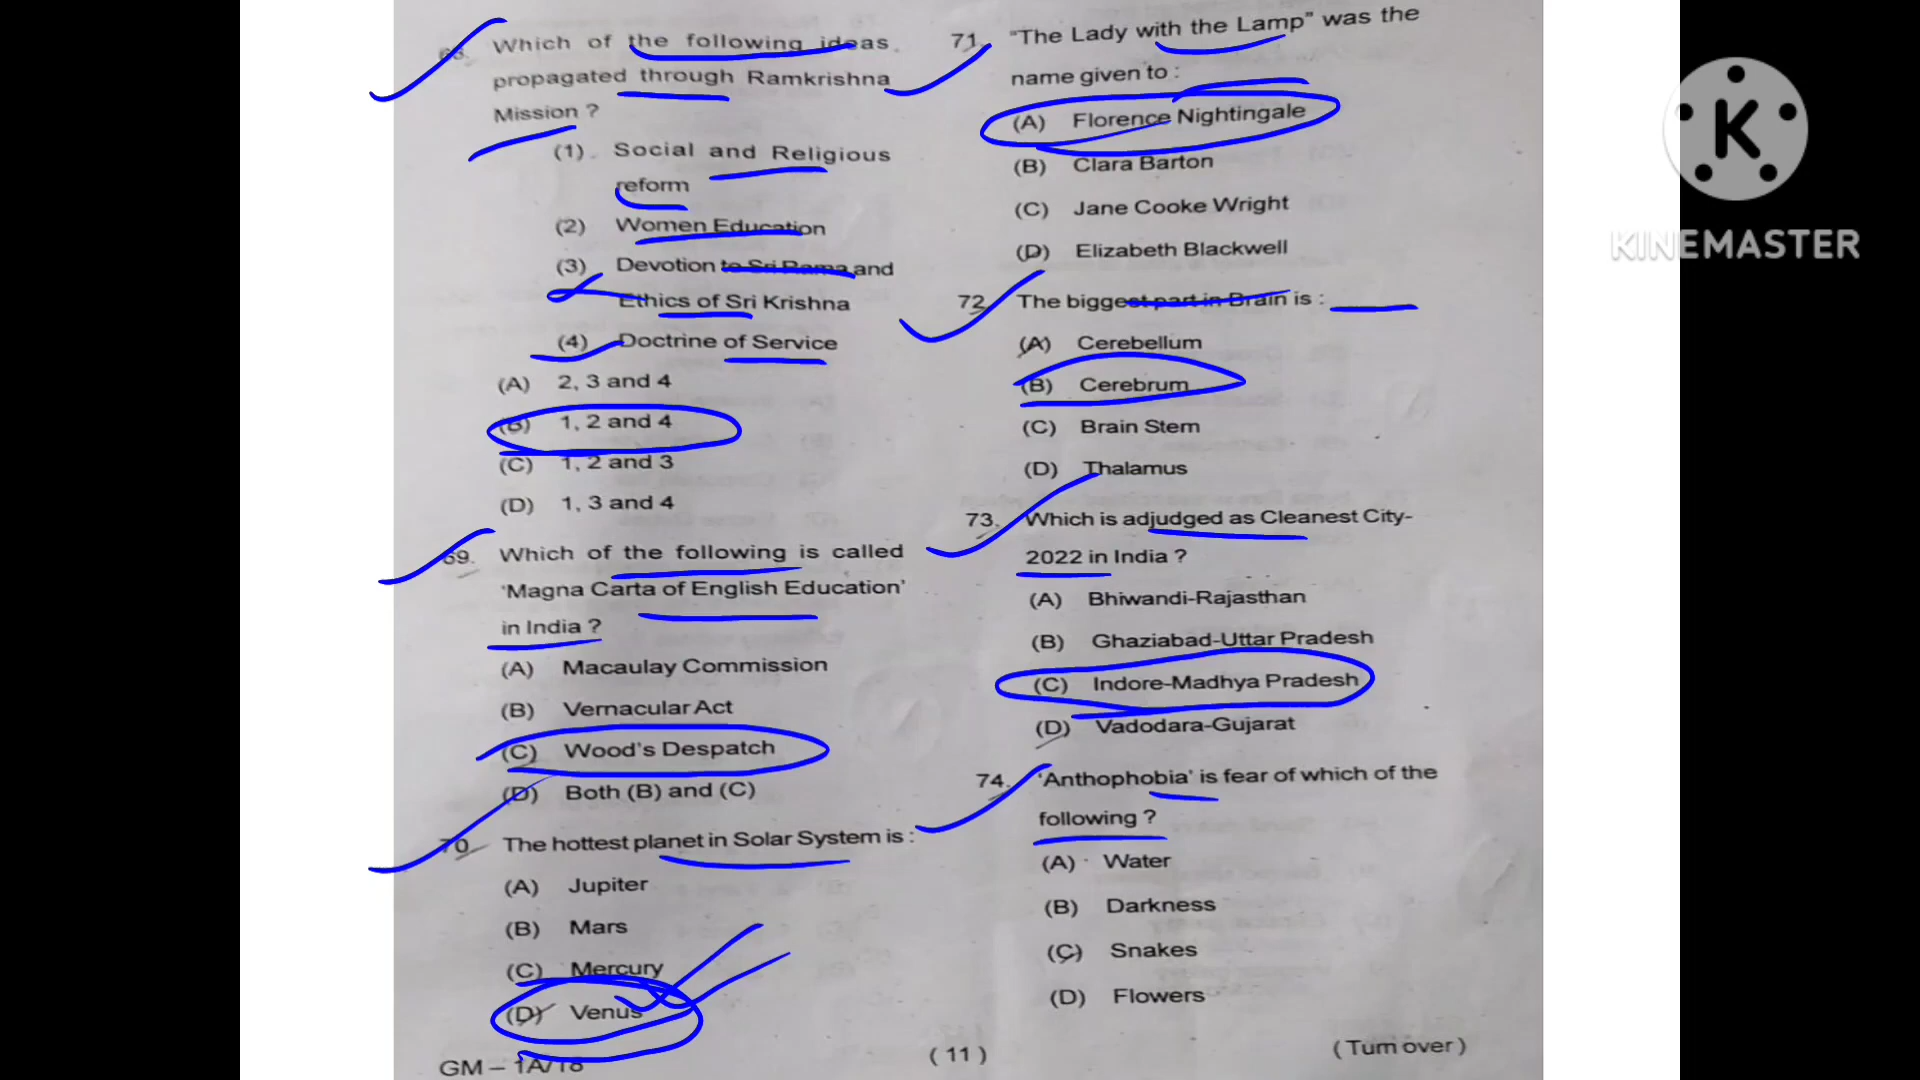 68. Which of the following ideas
propagated through Ramkrishna
Mission ?
(1) Social and Religious
reform
(2) Women Education
(3) Devotion to Sri Rama and
Ethics of Sri Krishna
(4) Doctrine of Service
(A) 2, 3 and 4
(B) 1, 2 and 4
(C) 1, 2 and 3
(D) 1, 3 and 4
69. Which of the following is called
'Magna Carta of English Education'
in India ?
(A) Macaulay Commission
(B) Vernacular Act
(C) Wood's Despatch
(D) Both (B) and (C)
70. The hottest planet in Solar System is :
(A) Jupiter
(B) Mars
(C) Mercury
(D) Venus
GM – 1A/18
71. "The Lady with the Lamp" was the
name given to :
(A) Florence Nightingale
(B) Clara Barton
(C) Jane Cooke Wright
(D) Elizabeth Blackwell
72. The biggest part in Brain is :
(A) Cerebellum
(B) Cerebrum
(C) Brain Stem
(D) Thalamus
73. Which is adjudged as Cleanest City-
2022 in India ?
(A) Bhiwandi-Rajasthan
(B) Ghaziabad-Uttar Pradesh
(C) Indore-Madhya Pradesh
(D) Vadodara-Gujarat
74. 'Anthophobia' is fear of which of the
following ?
(A) Water
(B) Darkness
(C) Snakes
(D) Flowers
( 11 )
( Turn over )
K
KINEMASTER